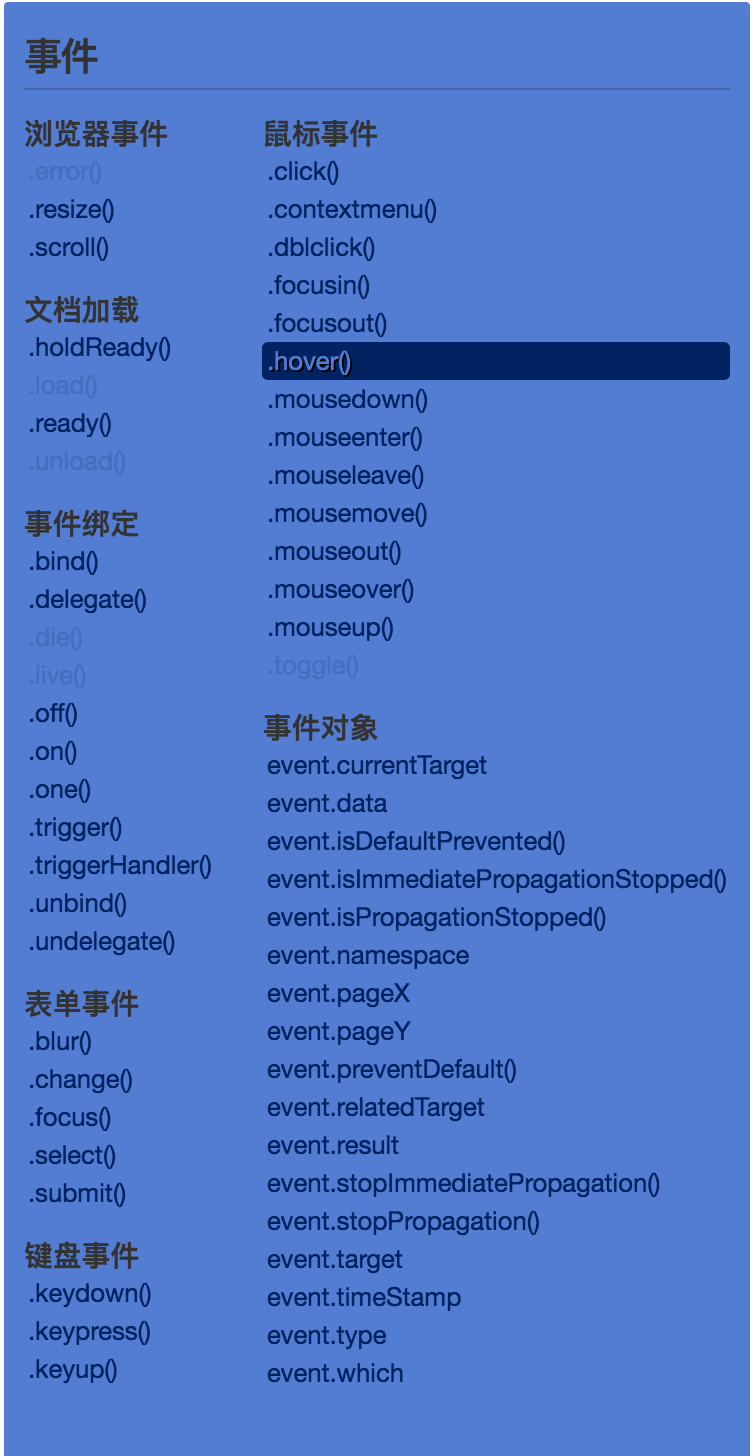 事件
浏览器事件
.error()
.resize()
.scroll()
文档加载
.holdReady()
.load()
.ready()
.unload()
事件绑定
.bind()
.delegate()
.die()
.live()
.off()
.on()
.one()
.trigger()
.triggerHandler()
.unbind()
.undelegate()
表单事件
.blur()
.change()
.focus()
.select()
.submit()
键盘事件
.keydown()
.keypress()
.keyup()
鼠标事件
.click()
.contextmenu()
.dblclick()
.focusin()
.focusout()
.hover()
.mousedown()
.mouseenter()
.mouseleave()
.mousemove()
.mouseout()
.mouseover()
.mouseup()
.toggle()
事件对象
event.currentTarget
event.data
event.isDefaultPrevented()
event.isImmediatePropagationStopped()
event.isPropagationStopped()
event.namespace
event.pageX
event.pageY
event.preventDefault()
event.relatedTarget
event.result
event.stopImmediatePropagation()
event.stopPropagation()
event.target
event.timeStamp
event.type
event.which